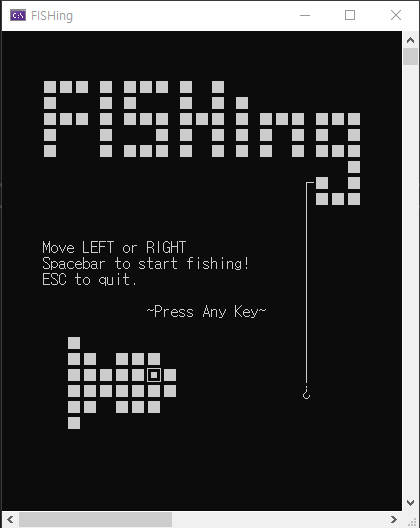 FISHing
FISHing
Move LEFT or RIGHT
Spacebar to start fishing!
ESC to quit.
~Press Any Key~